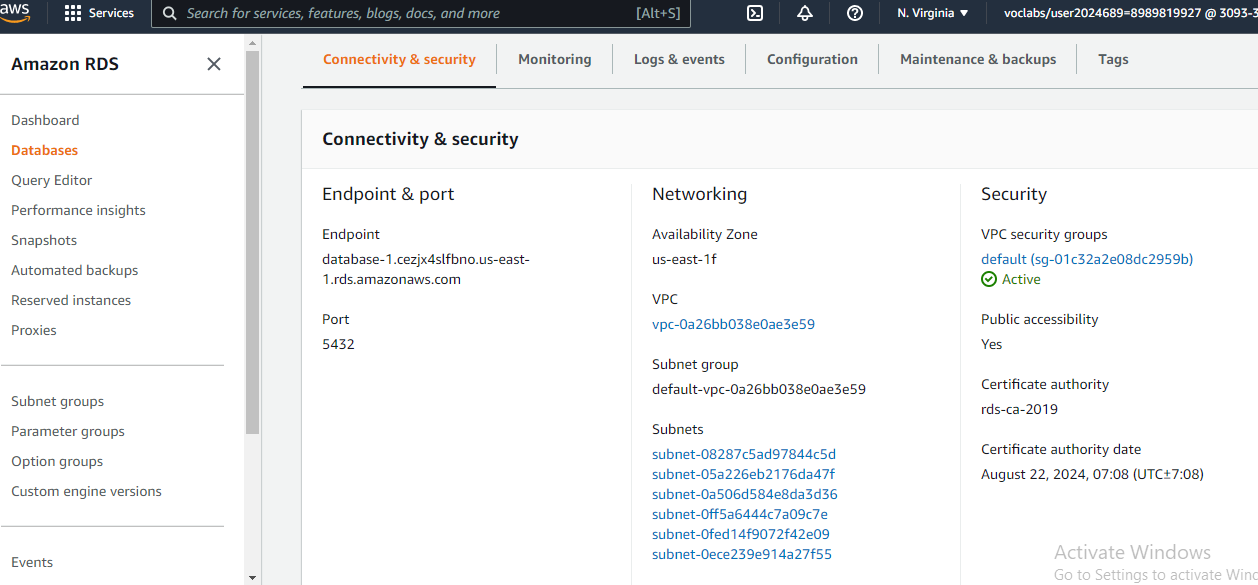 aws
Services
Search for services, features, blogs, docs, and more
[Alt+S]
N. Virginia
voclabs/user2024689=8989819927 @ 3093-3
Amazon RDS
Dashboard
Databases
Query Editor
Performance insights
Snapshots
Automated backups
Reserved instances
Proxies
Subnet groups
Parameter groups
Option groups
Custom engine versions
Events
Connectivity & security
Monitoring
Logs & events
Configuration
Maintenance & backups
Tags
Connectivity & security
Endpoint & port
Endpoint
database-1.cezjx4slfbno.us-east-
1.rds.amazonaws.com
Port
5432
Networking
Availability Zone
us-east-1f
VPC
vpc-0a26bb038e0ae3e59
Subnet group
default-vpc-0a26bb038e0ae3e59
Subnets
subnet-08287c5ad97844c5d
subnet-05a226eb2176da47f
subnet-0a506d584e8da3d36
subnet-0ff5a6444c7a09c7e
subnet-0fed14f9072f42e09
subnet-0ece239e914a27f55
Security
VPC security groups
default (sg-01c32a2e08dc2959b)
Active
Public accessibility
Yes
Certificate authority
rds-ca-2019
Certificate authority date
August 22, 2024, 07:08 (UTC±7:08)
Activate Windows
Go to Settings to activate Win